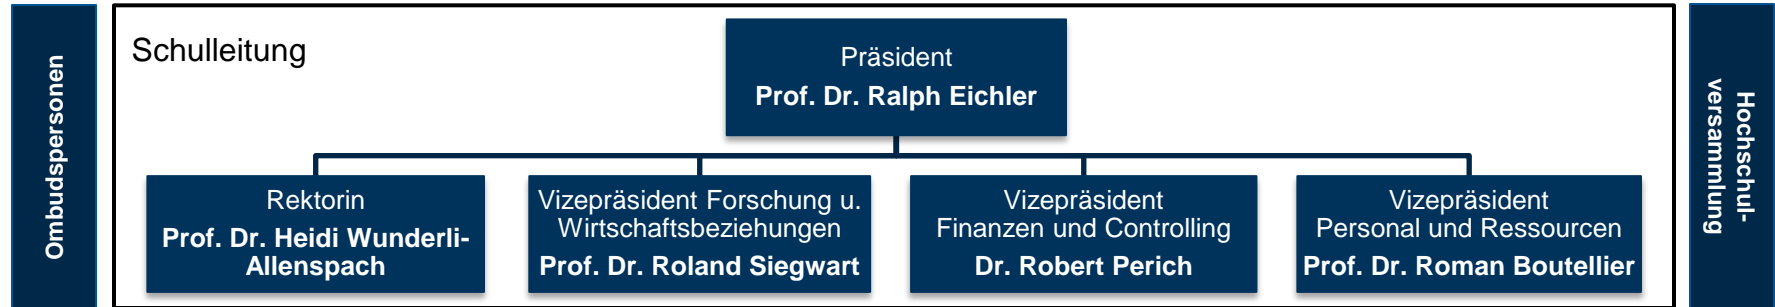 Ombudspersonen
Schulleitung
Präsident
Prof. Dr. Ralph Eichler
Rektorin
Prof. Dr. Heidi Wunderli-
Allenspach
Vizepräsident Forschung u.
Wirtschaftsbeziehungen
Prof. Dr. Roland Siegwart
Vizepräsident
Finanzen und Controlling
Dr. Robert Perich
Vizepräsident
Personal und Ressourcen
Prof. Dr. Roman Boutellier
Hochschul-
versammlung